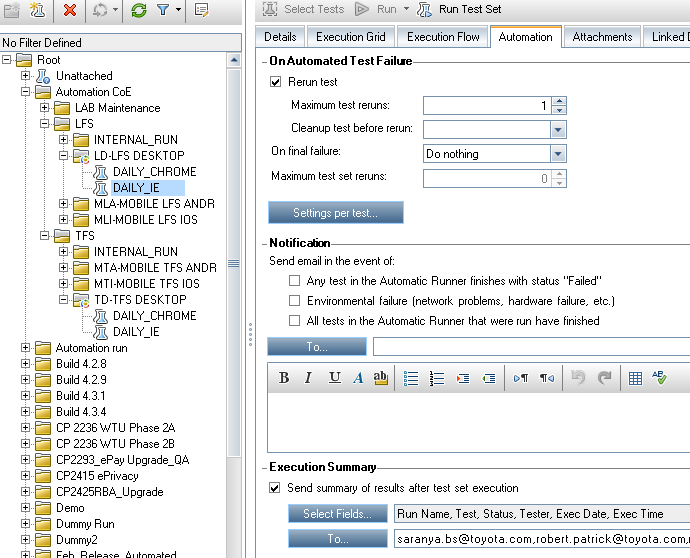 Select Tests
Run
Run Test Set
No Filter Defined
Root
Unattached
Automation CoE
LAB Maintenance
LFS
INTERNAL_RUN
LD-LFS DESKTOP
DAILY_CHROME
DAILY_IE
MLA-MOBILE LFS ANDR
MLI-MOBILE LFS IOS
TFS
INTERNAL_RUN
MTA-MOBILE TFS ANDR
MTI-MOBILE TFS IOS
TD-TFS DESKTOP
DAILY_CHROME
DAILY_IE
Automation run
Build 4.2.8
Build 4.2.9
Build 4.3.1
Build 4.3.4
CP 2236 WTU Phase 2A
CP 2236 WTU Phase 2B
CP2293_ePay Upgrade_QA
CP2415 ePrivacy
CP2425RBA_Upgrade
Demo
Dummy Run
Dummy2
Feb_Release_Automated
Details
Execution Grid
Execution Flow
Automation
Attachments
Linked D
On Automated Test Failure
Rerun test
Maximum test reruns: 1
Cleanup test before rerun:
On final failure: Do nothing
Maximum test set reruns: 0
Settings per test...
Notification
Send email in the event of:
Any test in the Automatic Runner finishes with status "Failed"
Environmental failure (network problems, hardware failure, etc.)
All tests in the Automatic Runner that were run have finished
To...
B I U A ab
Execution Summary
Send summary of results after test set execution
Select Fields... Run Name, Test, Status, Tester, Exec Date, Exec Time
To... saranya.bs@toyota.com,robert.patrick@toyota.com,